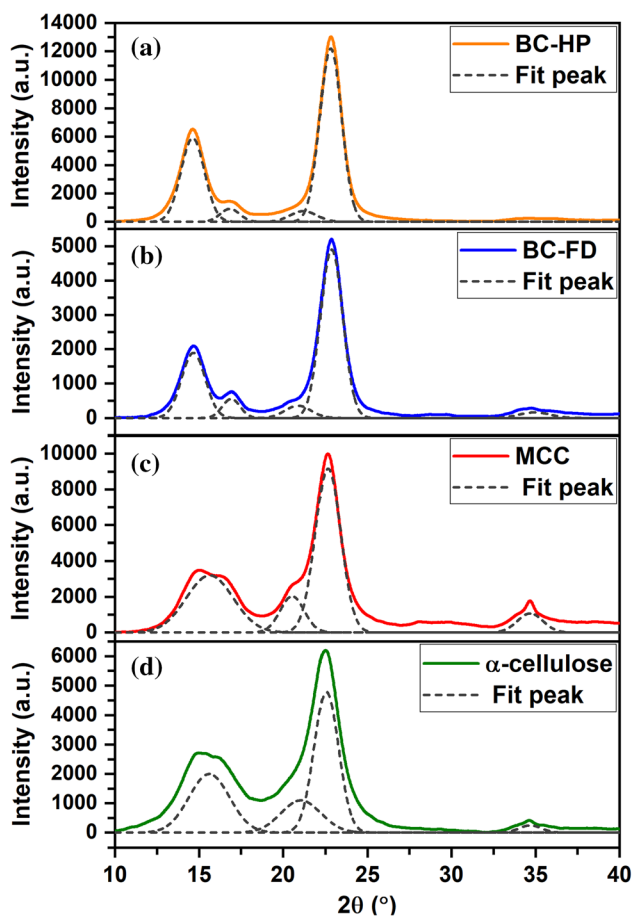 (a)
BC-HP
Fit peak
Intensity (a.u.)
14000
12000
10000
8000
6000
4000
2000
0
(b)
BC-FD
Fit peak
Intensity (a.u.)
5000
4000
3000
2000
1000
0
(c)
MCC
Fit peak
Intensity (a.u.)
10000
8000
6000
4000
2000
0
(d)
α-cellulose
Fit peak
Intensity (a.u.)
6000
5000
4000
3000
2000
1000
0
10 15 20 25 30 35 40
2θ (°)